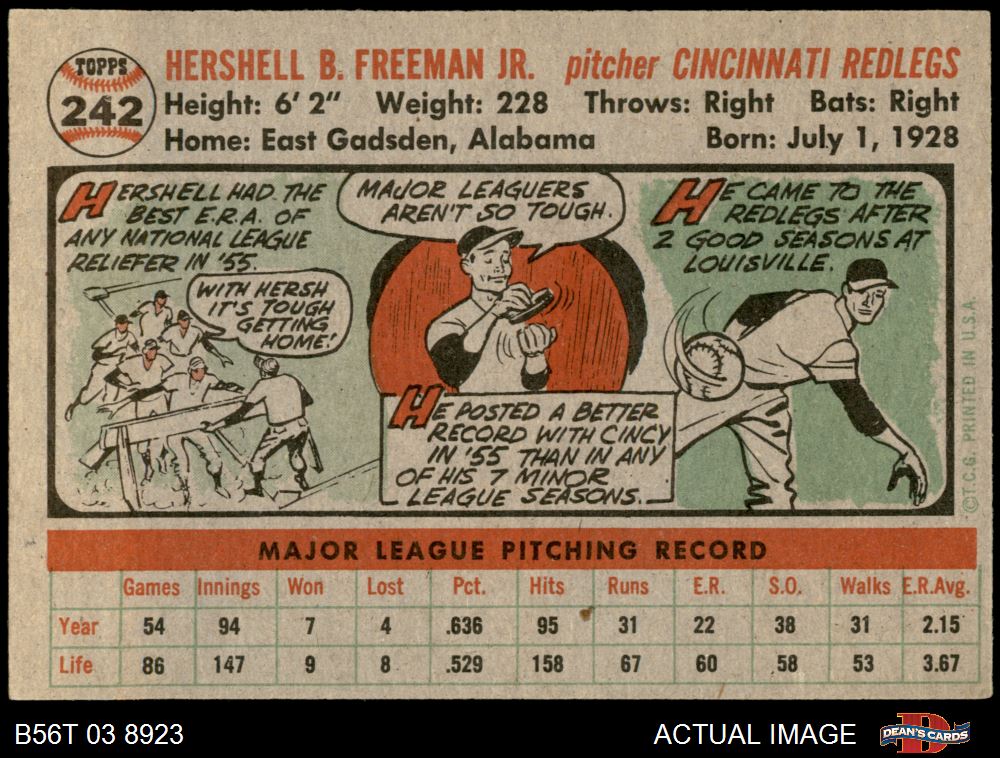 TOPPS
242
HERSHELL B. FREEMAN JR. pitcher CINCINNATI REDLEGS
Height: 6' 2" Weight: 228 Throws: Right Bats: Right
Home: East Gadsden, Alabama Born: July 1, 1928
HERSHELL HAD THE
BEST E.R.A. OF
ANY NATIONAL LEAGUE
RELIEFER IN '55.
WITH HERSH
IT'S TOUGH
GETTING
HOME!
MAJOR LEAGUERS
AREN'T SO TOUGH.
HE POSTED A BETTER
RECORD WITH CINCY
IN '55 THAN IN ANY
OF HIS 7 MINOR
LEAGUE SEASONS.
HE CAME TO THE
REDLEGS AFTER
2 GOOD SEASONS AT
LOUISVILLE.
©T.C.G. PRINTED IN U.S.A.
MAJOR LEAGUE PITCHING RECORD
Games Innings Won Lost Pct. Hits Runs E.R. S.O. Walks E.R.Avg.
Year 54 94 7 4 .636 95 31 22 38 31 2.15
Life 86 147 9 8 .529 158 67 60 58 53 3.67
B56T 03 8923 ACTUAL IMAGE DEAN'S CARDS